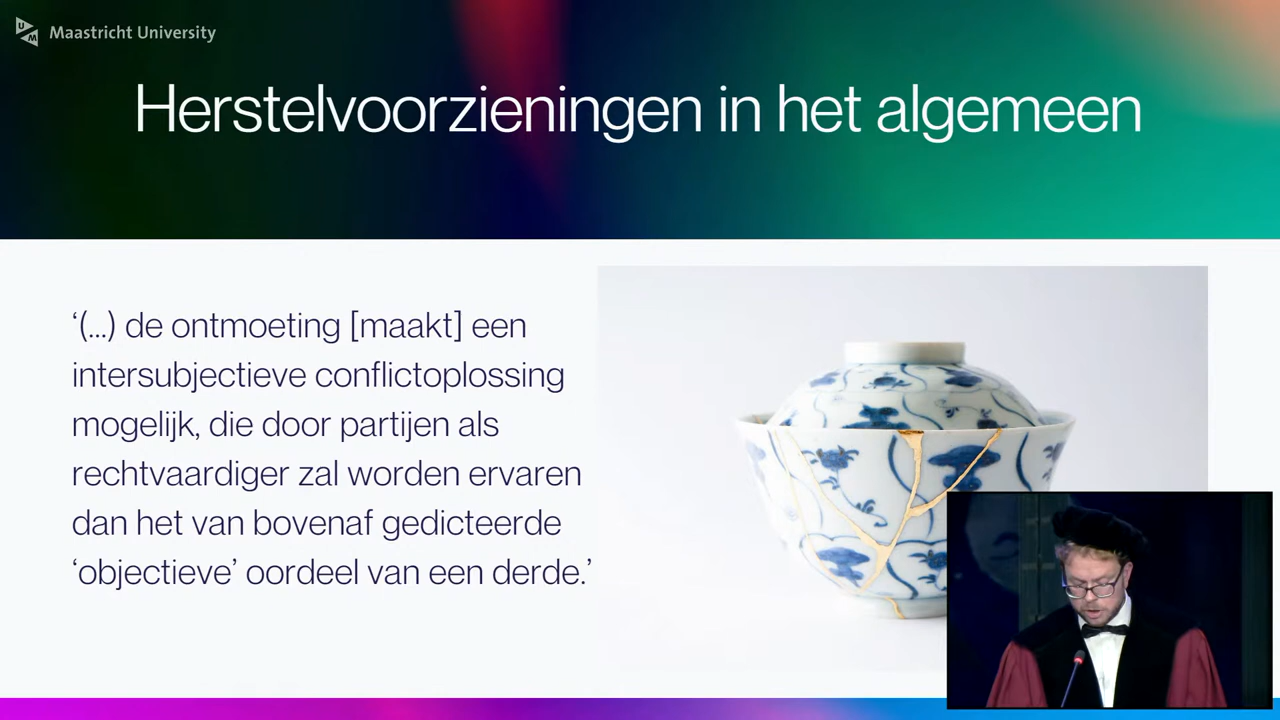 UM Maastricht University
Herstelvoorzieningen in het algemeen
‘(...) de ontmoeting [maakt] een
intersubjectieve conflictoplossing
mogelijk, die door partijen als
rechtvaardiger zal worden ervaren
dan het van bovenaf gedicteerde
‘objectieve’ oordeel van een derde.’